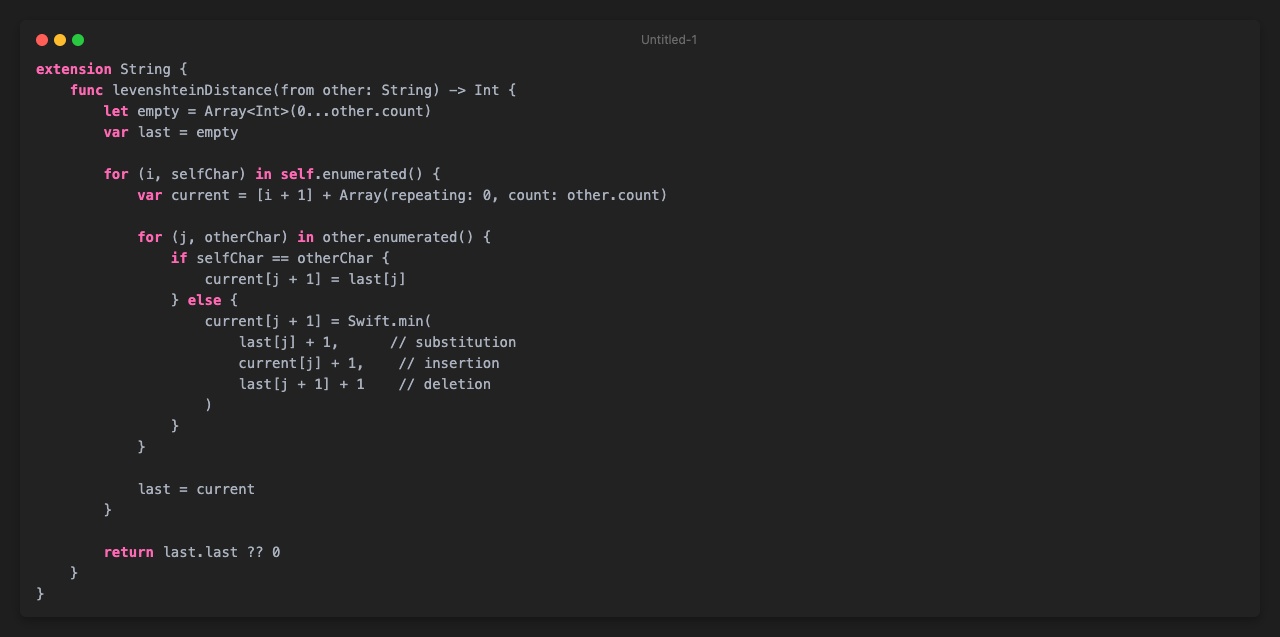 Untitled-1
extension String {
    func levenshteinDistance(from other: String) -> Int {
        let empty = Array<Int>(0...other.count)
        var last = empty

        for (i, selfChar) in self.enumerated() {
            var current = [i + 1] + Array(repeating: 0, count: other.count)

            for (j, otherChar) in other.enumerated() {
                if selfChar == otherChar {
                    current[j + 1] = last[j]
                } else {
                    current[j + 1] = Swift.min(
                        last[j] + 1,      // substitution
                        current[j] + 1,    // insertion
                        last[j + 1] + 1    // deletion
                    )
                }
            }

            last = current
        }

        return last.last ?? 0
    }
}